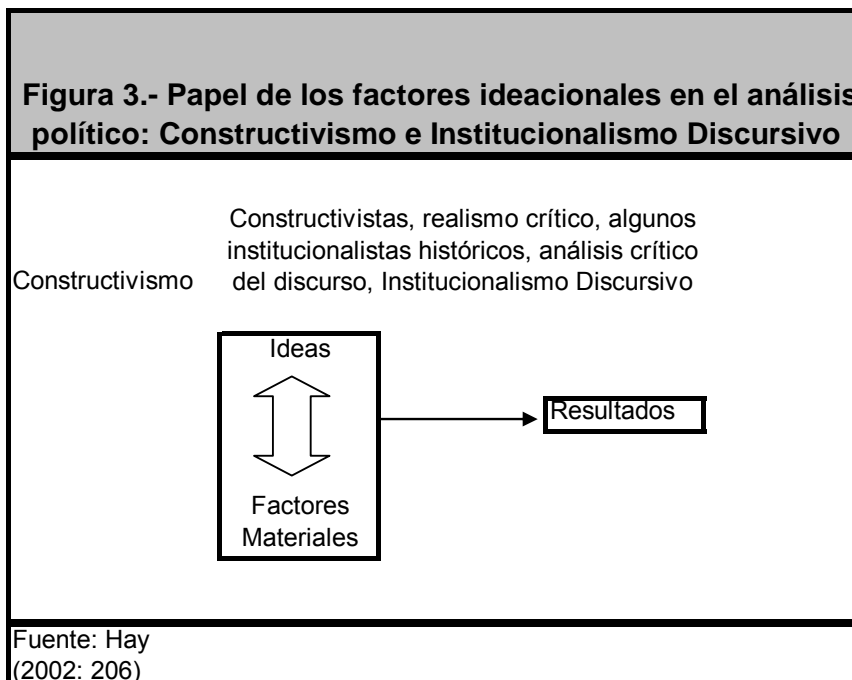 Figura 3.- Papel de los factores ideacionales en el análisis
político: Constructivismo e Institucionalismo Discursivo
Constructivistas, realismo crítico, algunos
institucionalistas históricos, análisis crítico
Constructivismo
del discurso, Institucionalismo Discursivo
Ideas
Resultados
Factores
Materiales
Fuente: Hay
(2002: 206)